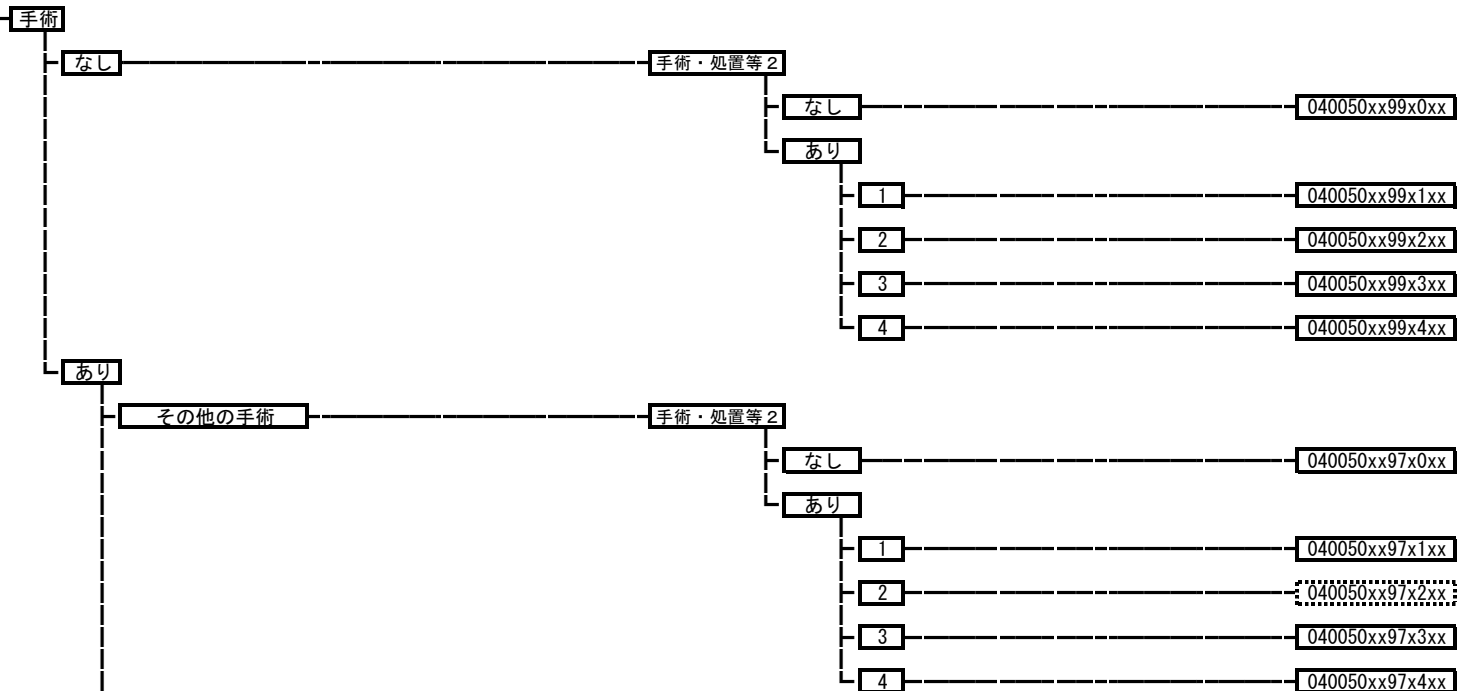 手術
なし 手術・処置等２
なし 040050xx99x0xx
あり
1 040050xx99x1xx
2 040050xx99x2xx
3 040050xx99x3xx
4 040050xx99x4xx
あり
その他の手術 手術・処置等２
なし 040050xx97x0xx
あり
1 040050xx97x1xx
2 040050xx97x2xx
3 040050xx97x3xx
4 040050xx97x4xx